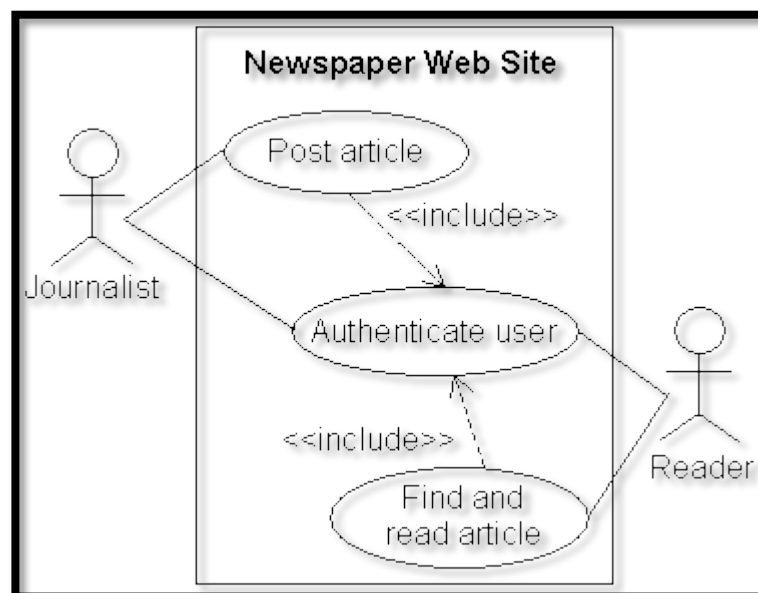 Newspaper Web Site
Post article
<<include>>
Journalist
Authenticate user
<<include>>
Reader
Find and
read article